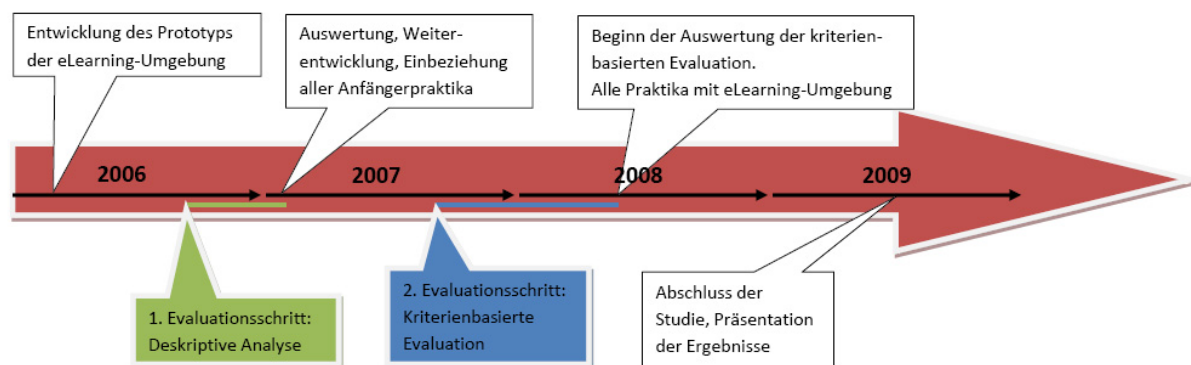 Entwicklung des Prototyps
der eLearning-Umgebung
Auswertung, Weiter-
entwicklung, Einbeziehung
aller Anfängerpraktika
Beginn der Auswertung der kriterien-
basierten Evaluation.
Alle Praktika mit eLearning-Umgebung
2006
2007
2008
2009
1. Evaluationsschritt:
Deskriptive Analyse
2. Evaluationsschritt:
Kriterienbasierte
Evaluation
Abschluss der
Studie, Präsentation
der Ergebnisse